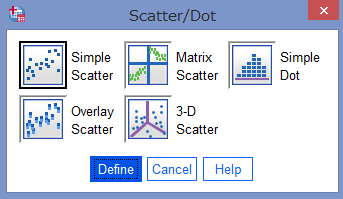 Scatter/Dot
Simple Scatter
Matrix Scatter
Simple Dot
Overlay Scatter
3-D Scatter
Define
Cancel
Help